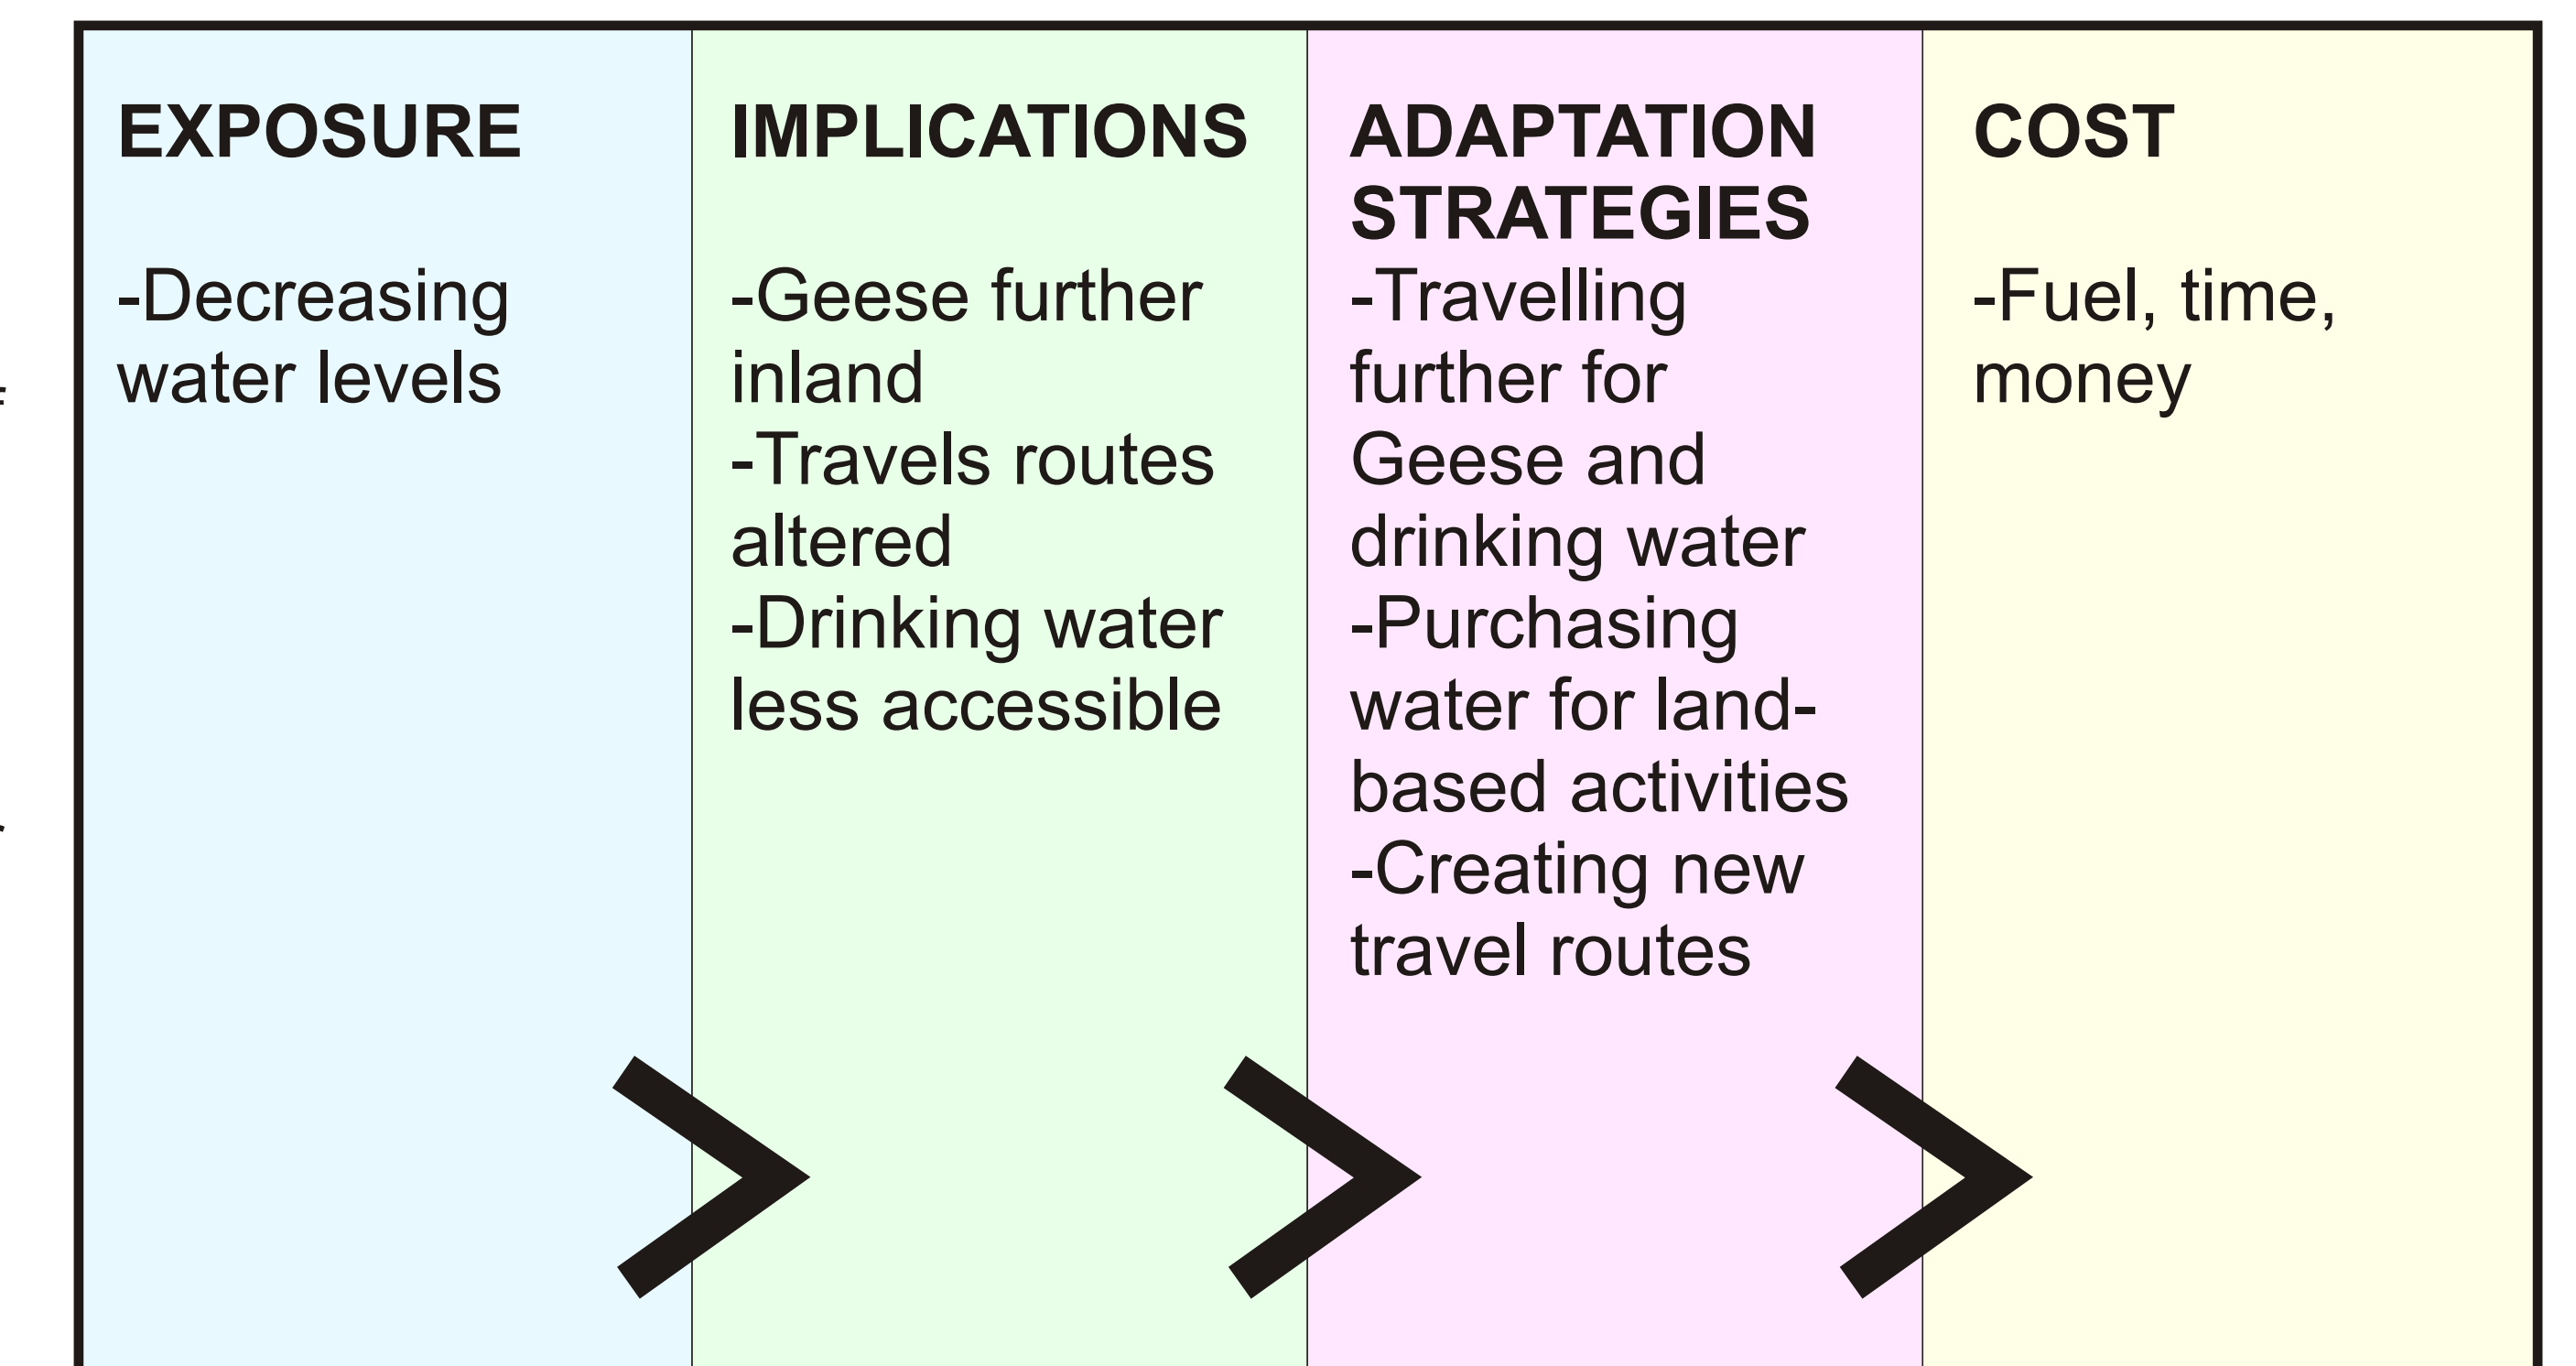 EXPOSURE
-Decreasing
water levels
IMPLICATIONS
-Geese further
inland
-Travels routes
altered
-Drinking water
less accessible
ADAPTATION
STRATEGIES
-Travelling
further for
Geese and
drinking water
-Purchasing
water for land-
based activities
-Creating new
travel routes
COST
-Fuel, time,
money